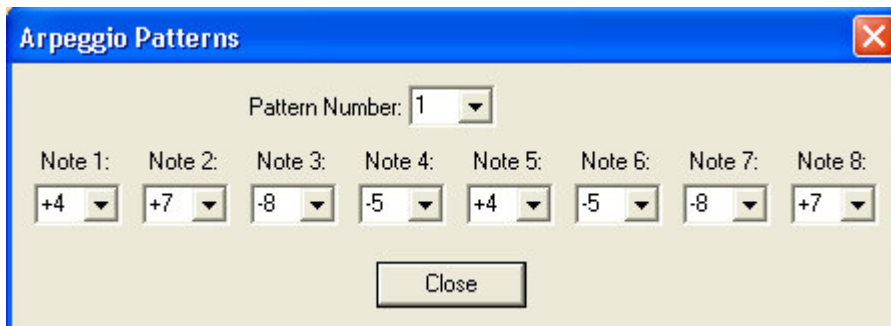 Arpeggio Patterns
Pattern Number: 1
Note 1: Note 2: Note 3: Note 4: Note 5: Note 6: Note 7: Note 8:
+4 +7 -8 -5 +4 -5 -8 +7
Close